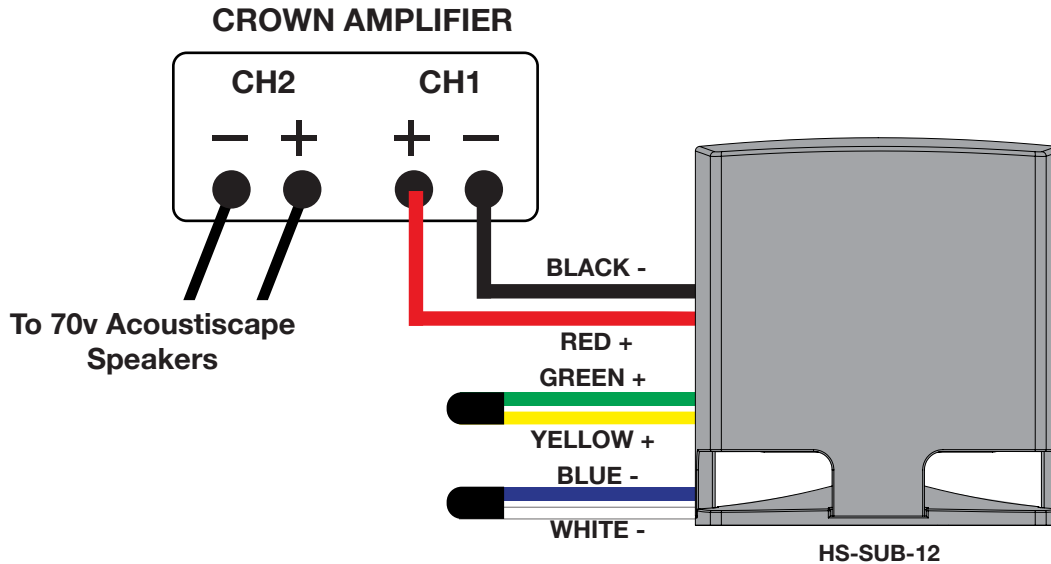 CROWN AMPLIFIER
CH2 CH1
− + + −
BLACK -
To 70v Acoustiscape
Speakers
RED +
GREEN +
YELLOW +
BLUE -
WHITE -
HS-SUB-12